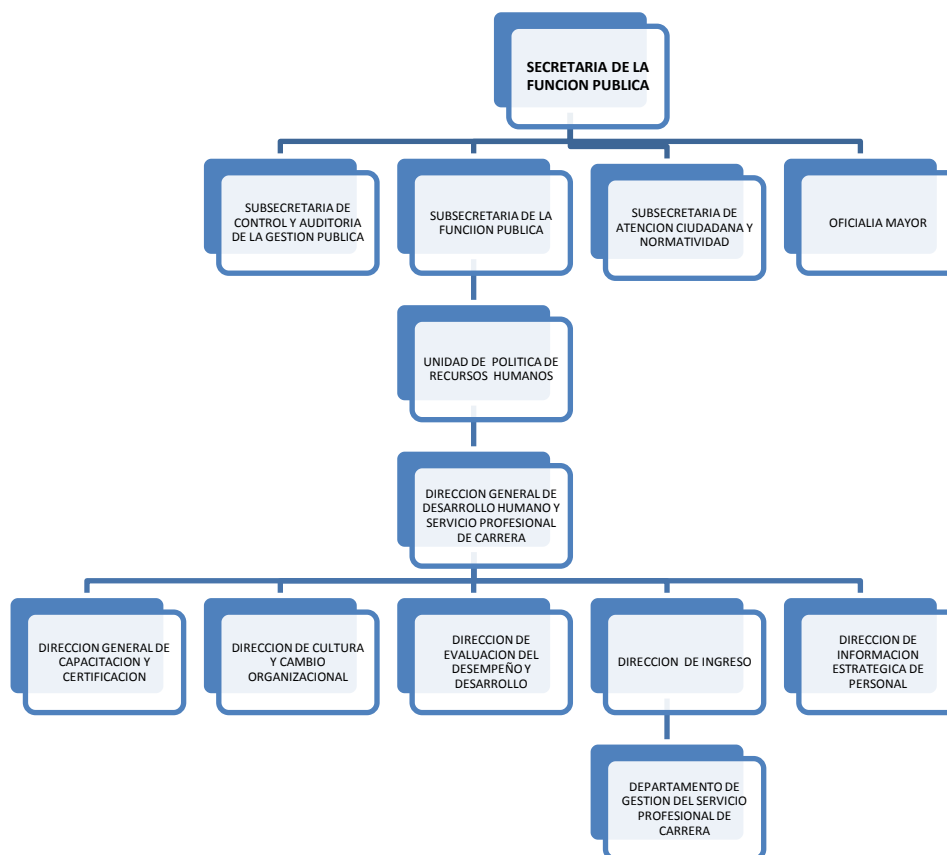 SECRETARIA DE LA
FUNCION PUBLICA
SUBSECRETARIA DE
CONTROL Y AUDITORIA
DE LA GESTION PUBLICA
SUBSECRETARIA DE LA
FUNCIION PUBLICA
SUBSECRETARIA DE
ATENCION CIUDADANA Y
NORMATIVIDAD
OFICIALIA MAYOR
UNIDAD DE POLITICA DE
RECURSOS HUMANOS
DIRECCION GENERAL DE
DESARROLLO HUMANO Y
SERVICIO PROFESIONAL
DE CARRERA
DIRECCION GENERAL DE
CAPACITACION Y
CERTIFICACION
DIRECCION DE CULTURA
Y CAMBIO
ORGANIZACIONAL
DIRECCION DE
EVALUACION DEL
DESEMPEÑO Y
DESARROLLO
DIRECCION DE INGRESO
DIRECCION DE
INFORMACION
ESTRATEGICA DE
PERSONAL
DEPARTAMENTO DE
GESTION DEL SERVICIO
PROFESIONAL DE
CARRERA